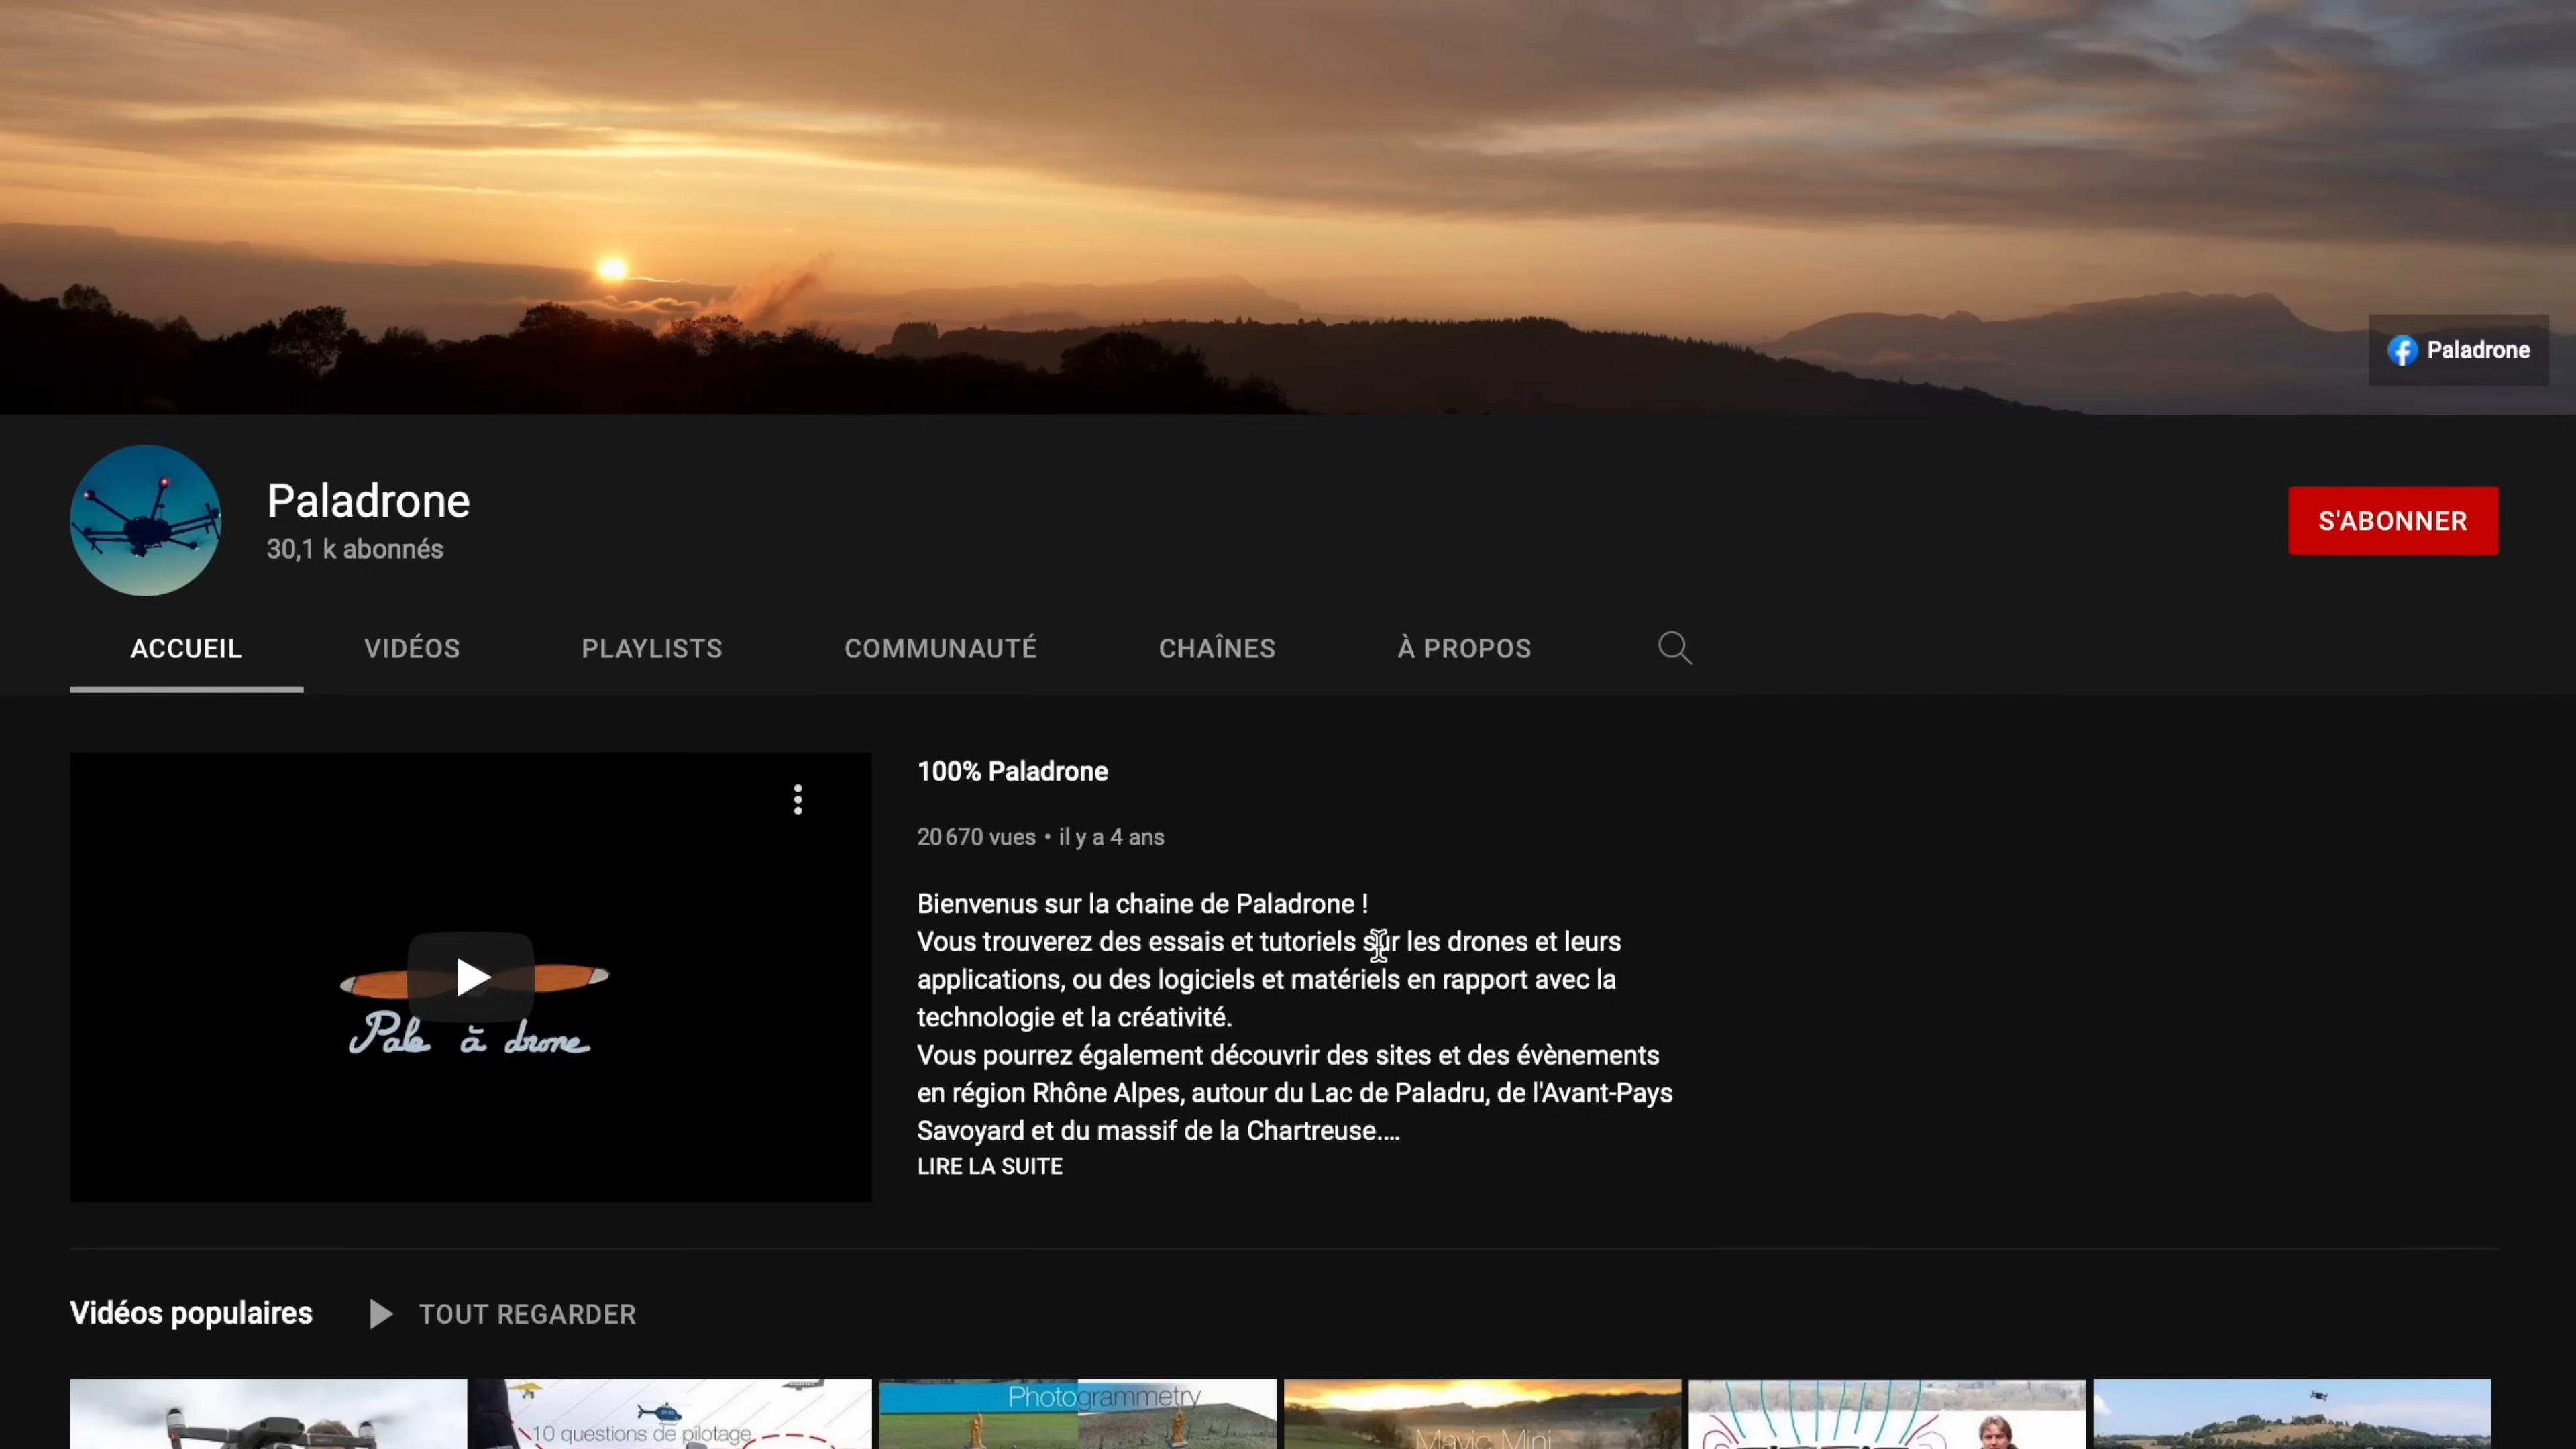 Paladrone
Paladrone
30,1 k abonnés
S'ABONNER
ACCUEIL VIDÉOS PLAYLISTS COMMUNAUTÉ CHAÎNES À PROPOS
100% Paladrone
20 670 vues • il y a 4 ans
Bienvenus sur la chaine de Paladrone !
Vous trouverez des essais et tutoriels sur les drones et leurs
applications, ou des logiciels et matériels en rapport avec la
technologie et la créativité.
Vous pourrez également découvrir des sites et des évènements
en région Rhône Alpes, autour du Lac de Paladru, de l'Avant-Pays
Savoyard et du massif de la Chartreuse....
LIRE LA SUITE
Pale à drone
Vidéos populaires TOUT REGARDER
Photogrammetry
10 questions de pilotage
Mavic Mini